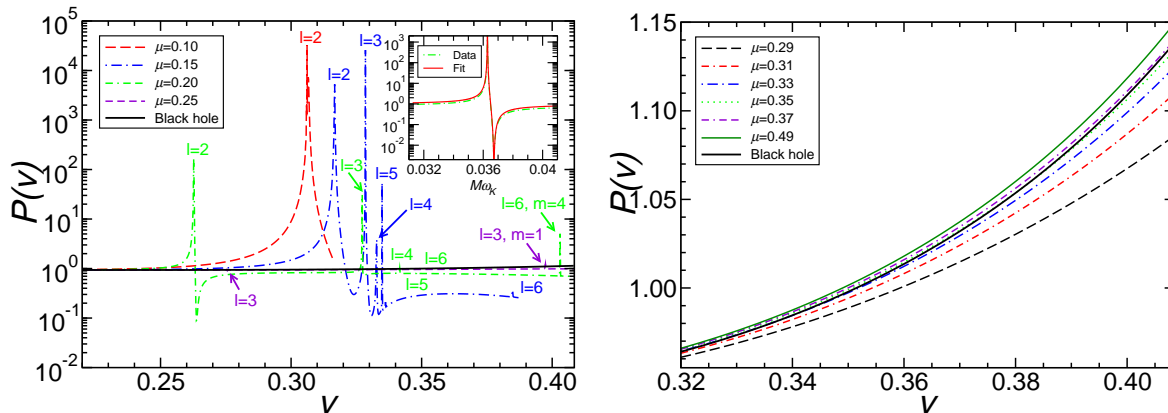 10^5
10^4
10^3
10^2
10^1
10^0
10^-1
10^-2
P(v)
0.25
0.30
0.35
0.40
v
μ=0.10
μ=0.15
μ=0.20
μ=0.25
Black hole
l=2
l=2
l=2
l=3
l=3
l=5
l=4
l=4
l=6
l=5
l=3
l=6
l=3, m=1
l=6, m=4
Data
Fit
10^2
10^1
10^0
10^-1
10^-2
0.032
0.036
0.04
Mω_K
1.15
1.10
1.05
1.00
P(v)
0.32
0.34
0.36
0.38
0.40
v
μ=0.29
μ=0.31
μ=0.33
μ=0.35
μ=0.37
μ=0.49
Black hole